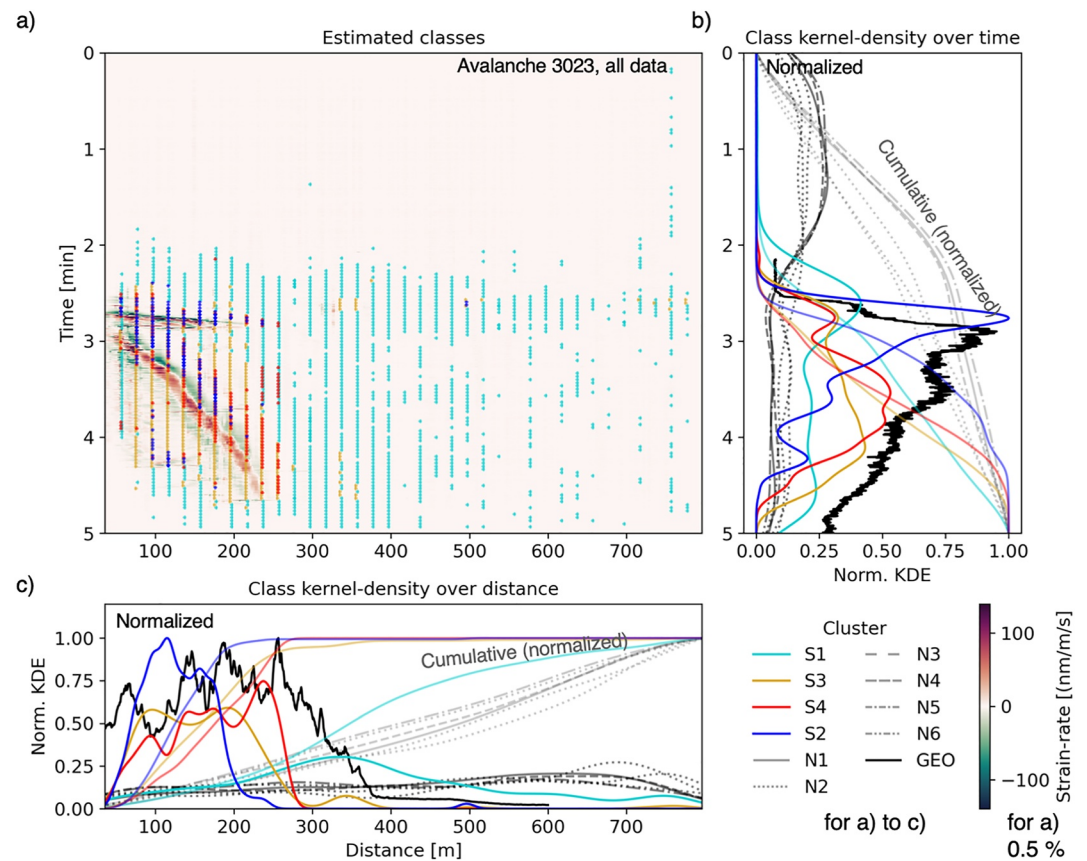 a)
Estimated classes
Avalanche 3023, all data
0
1
2
3
4
5
Time [min]
100
200
300
400
500
600
700
b)
Class kernel-density over time
Normalized
Cumulative (normalized)
0
1
2
3
4
5
0.00
0.25
0.50
0.75
1.00
Norm. KDE
c)
Class kernel-density over distance
Normalized
Cumulative (normalized)
1.00
0.75
0.50
0.25
0.00
Norm. KDE
100
200
300
400
500
600
700
Distance [m]
Cluster
S1
S3
S4
S2
N1
N2
N3
N4
N5
N6
GEO
for a) to c)
100
0
−100
Strain-rate [(nm/m/s]
for a)
0.5 %